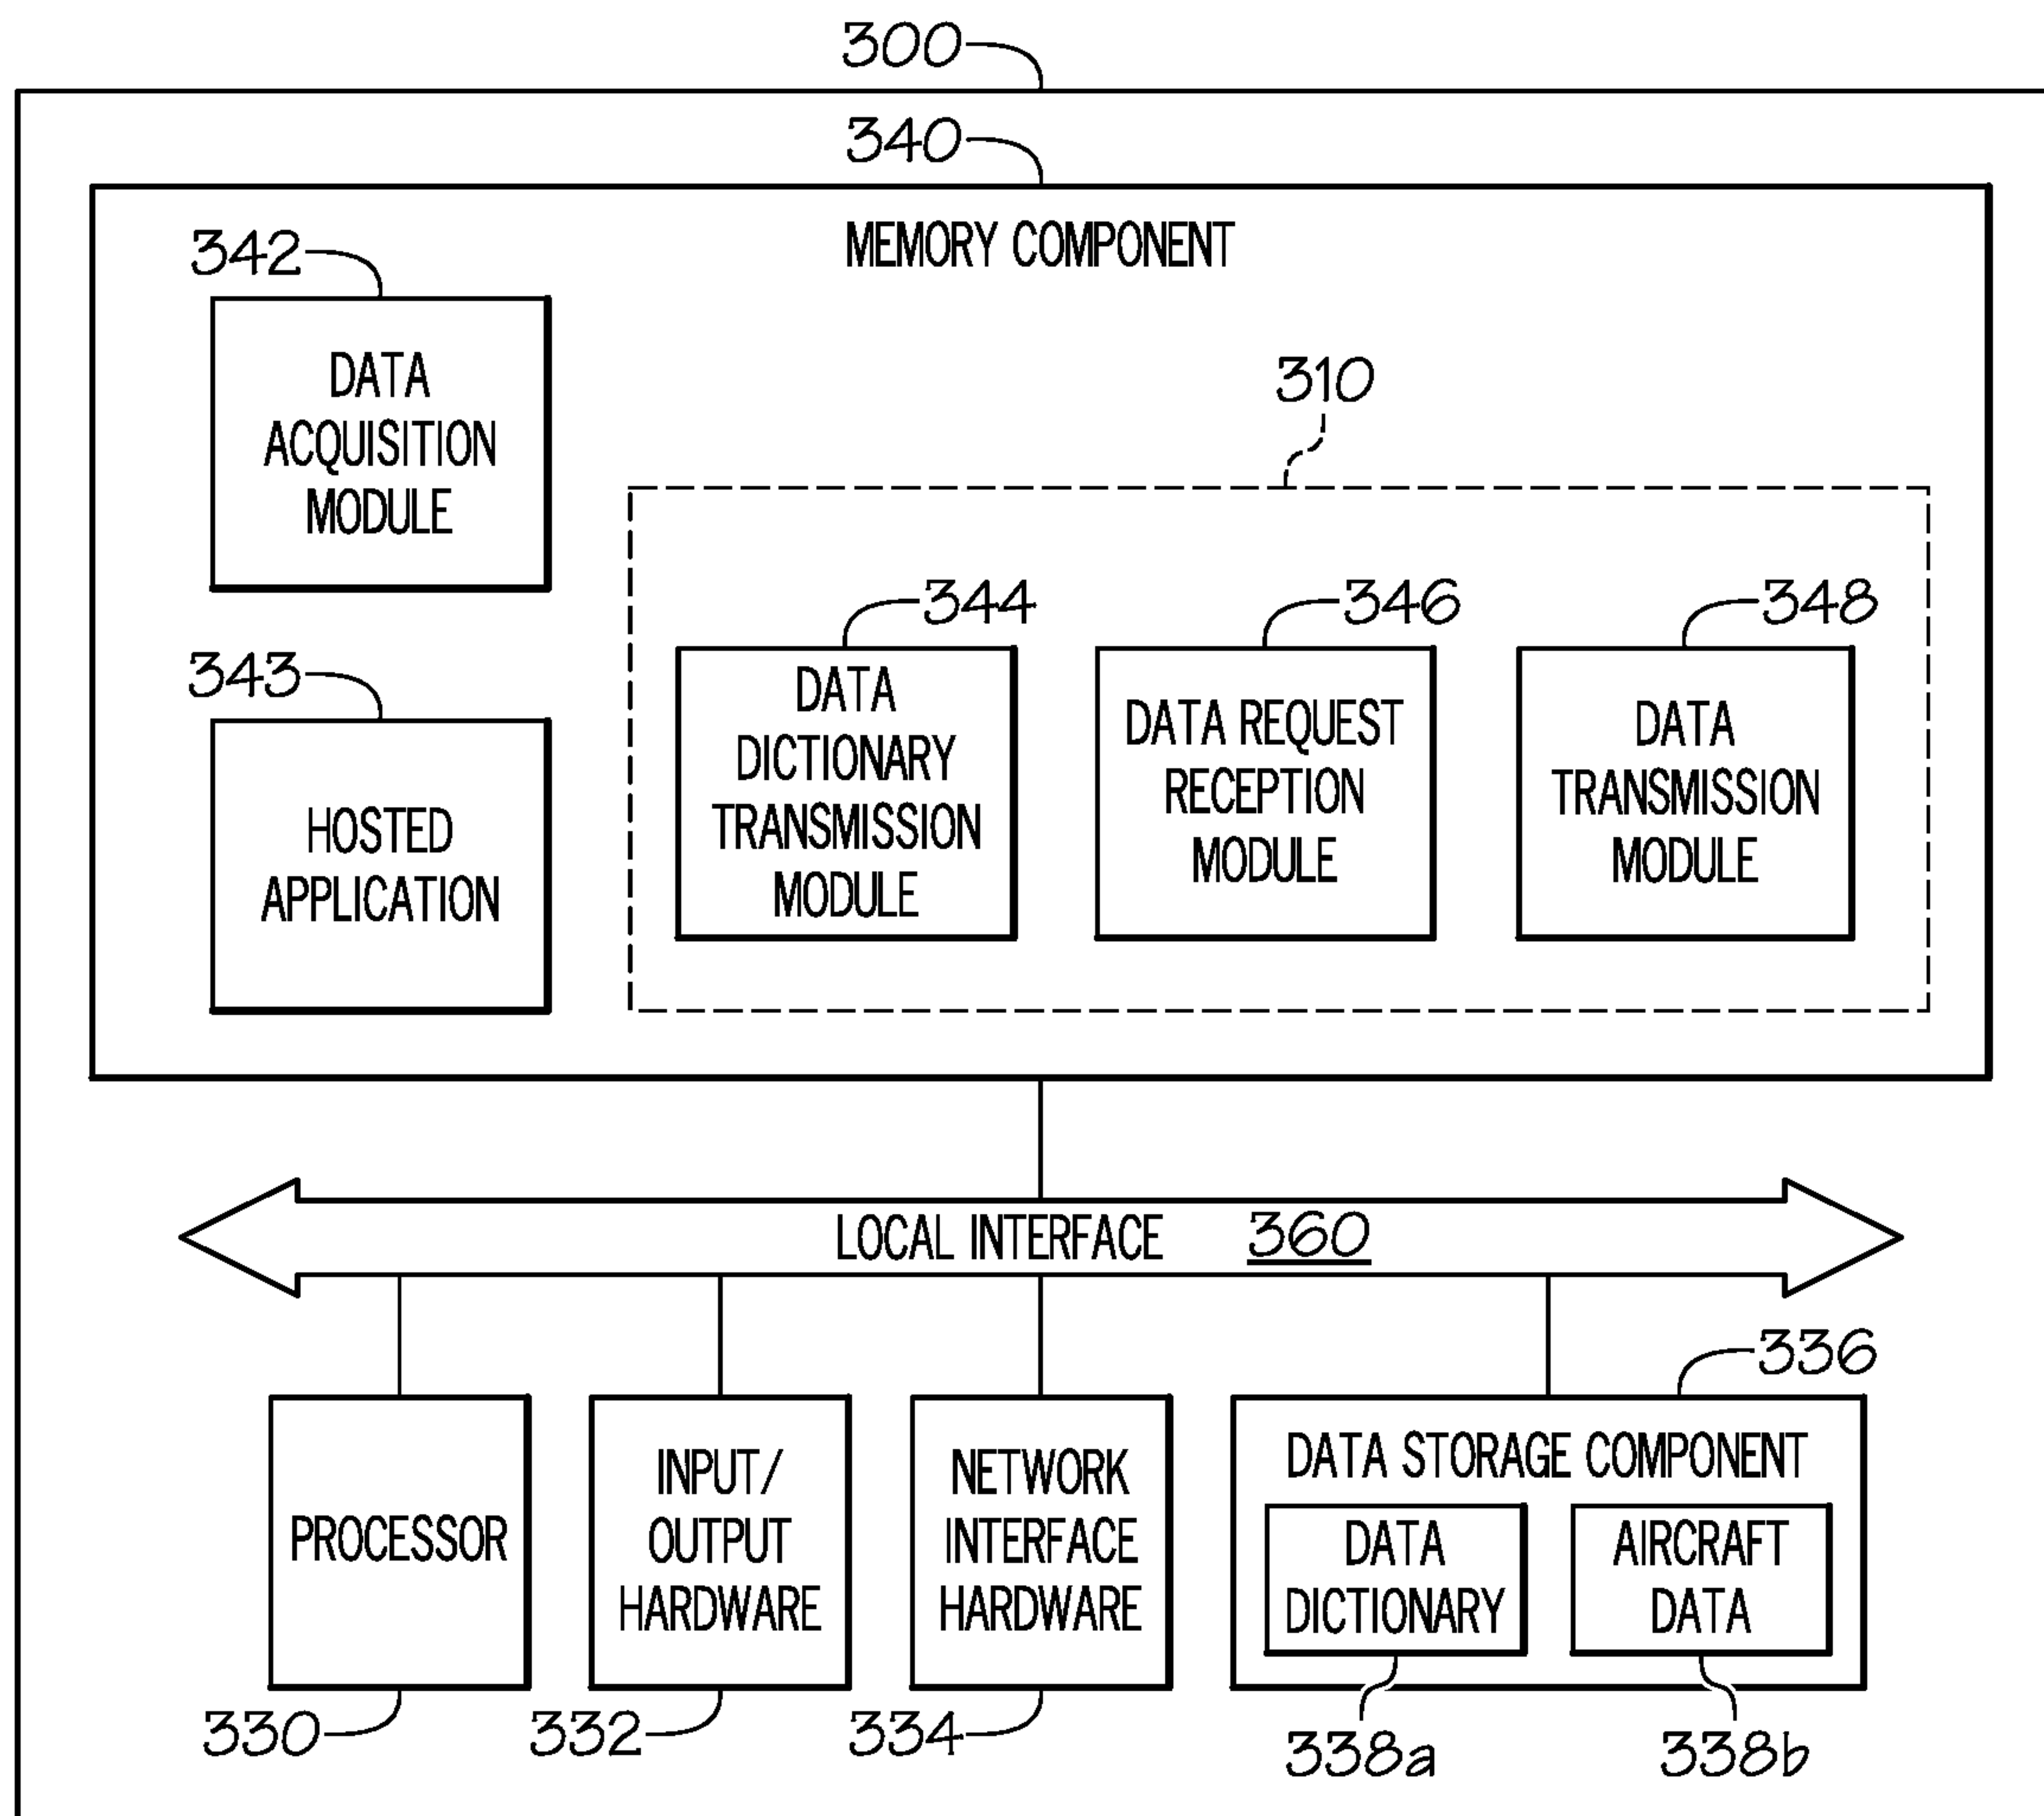 300
340
MEMORY COMPONENT
342
DATA
ACQUISITION
MODULE
310
343
HOSTED
APPLICATION
344
DATA
DICTIONARY
TRANSMISSION
MODULE
346
DATA REQUEST
RECEPTION
MODULE
348
DATA
TRANSMISSION
MODULE
LOCAL INTERFACE 360
336
PROCESSOR
330
INPUT/
OUTPUT
HARDWARE
332
NETWORK
INTERFACE
HARDWARE
334
DATA STORAGE COMPONENT
DATA
DICTIONARY
338a
AIRCRAFT
DATA
338b